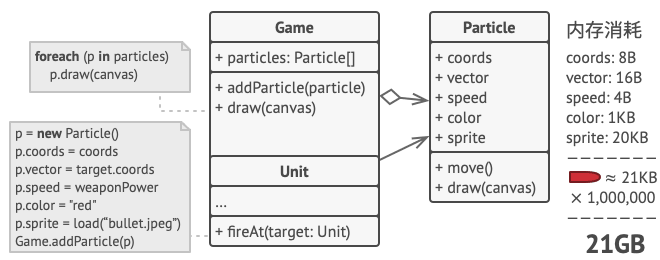 foreach (p in particles)
p.draw(canvas)
p = new Particle()
p.coords = coords
p.vector = target.coords
p.speed = weaponPower
p.color = "red"
p.sprite = load("bullet.jpeg")
Game.addParticle(p)
Game
+ particles: Particle[]
+ addParticle(particle)
+ draw(canvas)
Unit
...
+ fireAt(target: Unit)
Particle
+ coords
+ vector
+ speed
+ color
+ sprite
+ move()
+ draw(canvas)
内存消耗
coords: 8B
vector: 16B
speed: 4B
color: 1KB
sprite: 20KB
≈ 21KB
× 1,000,000
21GB